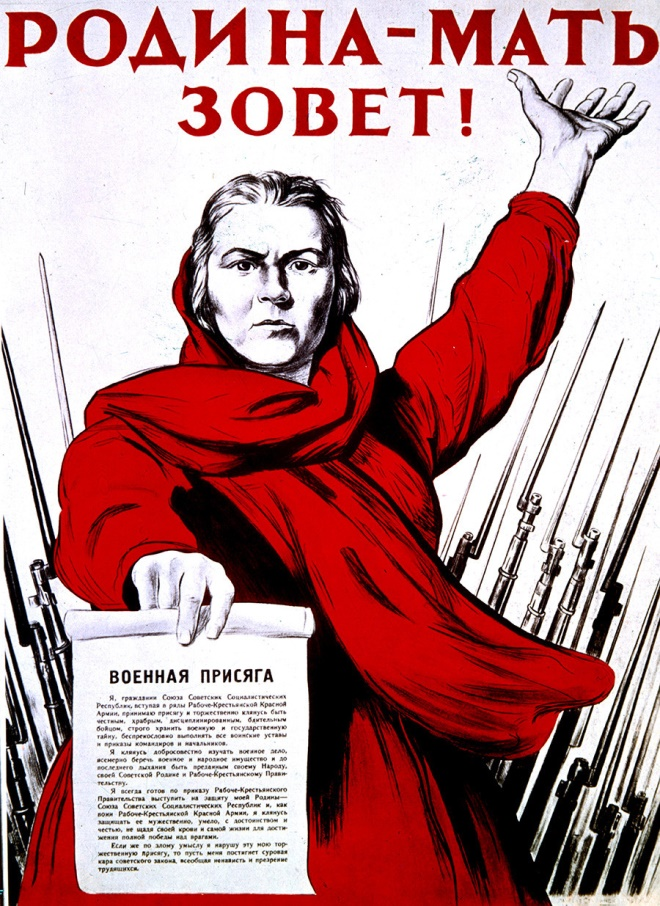 РОДИНА-МАТЬ
ЗОВЕТ!
ВОЕННАЯ ПРИСЯГА
Я, гражданин Союза Советских Социалистических
Республик, вступая в ряды Рабоче-Крестьянской Красной
Армии, принимаю присягу и торжественно клянусь быть
честным, храбрым, дисциплинированным, бдительным
бойцом, строго хранить военную и государственную
тайну, беспрекословно выполнять все воинские уставы
и приказы командиров и начальников.
Я клянусь добросовестно изучать военное дело,
всемерно беречь военное и народное имущество и до
последнего дыхания быть преданным своему Народу,
своей Советской Родине и Рабоче-Крестьянскому Прави-
тельству.
Я всегда готов по приказу Рабоче-Крестьянского
Правительства выступить на защиту моей Родины—
Союза Советских Социалистических Республик и, как
воин Рабоче-Крестьянской Красной Армии, я клянусь
защищать ее мужественно, умело, с достоинством и
честью, не щадя своей крови и самой жизни для дости-
жения полной победы над врагами.
Если же по злому умыслу я нарушу эту мою тор-
жественную присягу, то пусть меня постигнет суровая
кара советского закона, всеобщая ненависть и презрение
трудящихся.